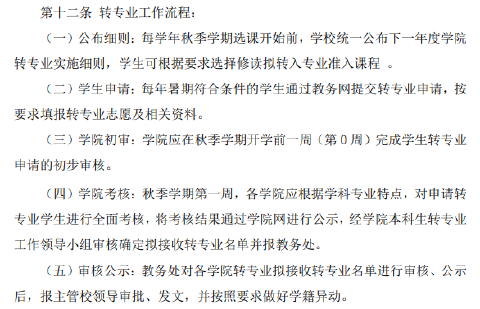 第十二条 转专业工作流程：
（一）公布细则：每学年秋季学期选课开始前，学校统一公布下一年度学院
转专业实施细则，学生可根据要求选择修读拟转入专业准入课程 。
（二）学生申请：每年暑期符合条件的学生通过教务网提交转专业申请，按
要求填报转专业志愿及相关资料。
（三）学院初审：学院应在秋季学期开学前一周（第 0 周）完成学生转专业
申请的初步审核。
（四）学院考核：秋季学期第一周，各学院应根据学科专业特点，对申请转
专业学生进行全面考核，将考核结果通过学院网进行公示，经学院本科生转专业
工作领导小组审核确定拟接收转专业名单并报教务处。
（五）审核公示：教务处对各学院转专业拟接收转专业名单进行审核、公示
后，报主管校领导审批、发文，并按照要求做好学籍异动。